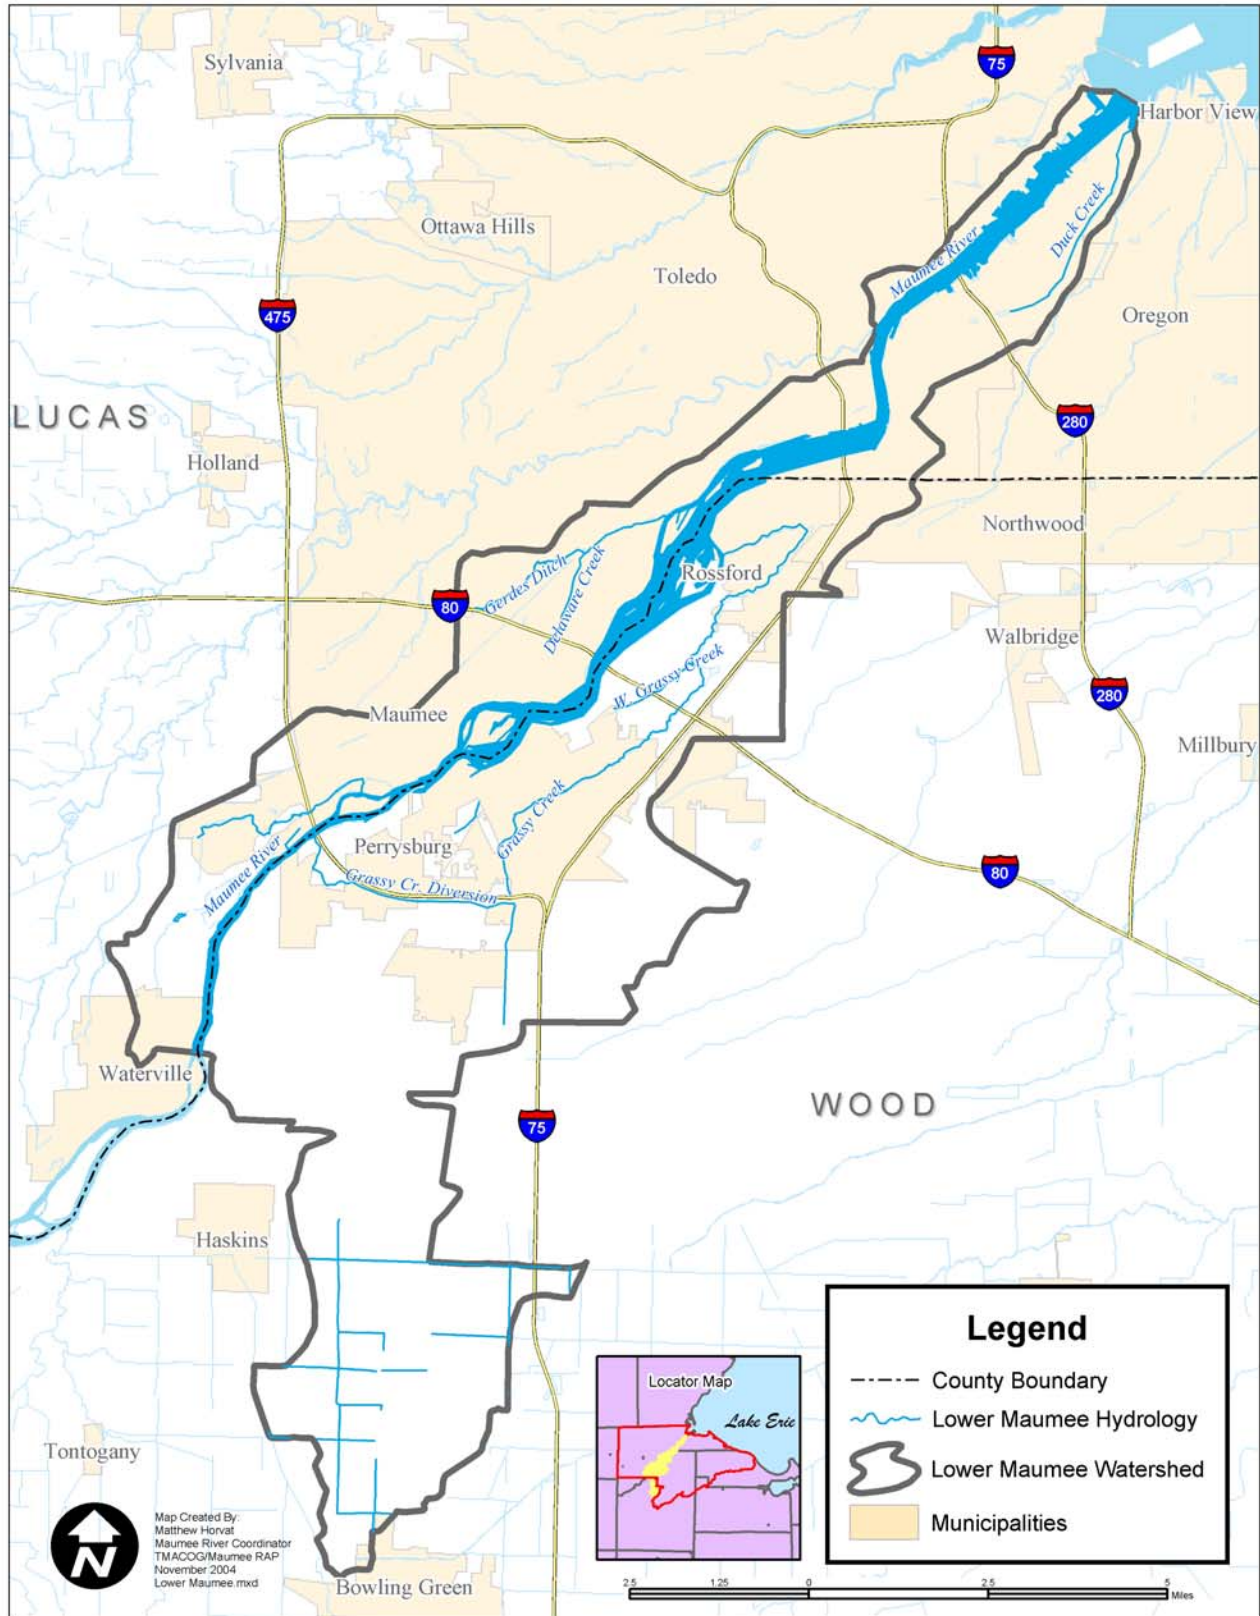 Sylvania
75
Harbor View
Ottawa Hills
Duck Creek
Maumee River
Toledo
475
Oregon
LUCAS
280
Holland
Northwood
Rossford
Gerdes Ditch
Delaware Creek
80
Walbridge
W. Grassy Creek
280
Maumee
Millbury
Grassy Creek
Perrysburg
80
Maumee River
Grassy Cr. Diversion
Waterville
WOOD
75
Haskins
Legend
County Boundary
Lower Maumee Hydrology
Lower Maumee Watershed
Municipalities
Locator Map
Lake Erie
Tontogany
N
Map Created By:
Matthew Horvat
Maumee River Coordinator
TMACOG/Maumee RAP
November 2004
Lower Maumee.mxd
Bowling Green
2.5 1.25 0 2.5 5
Miles